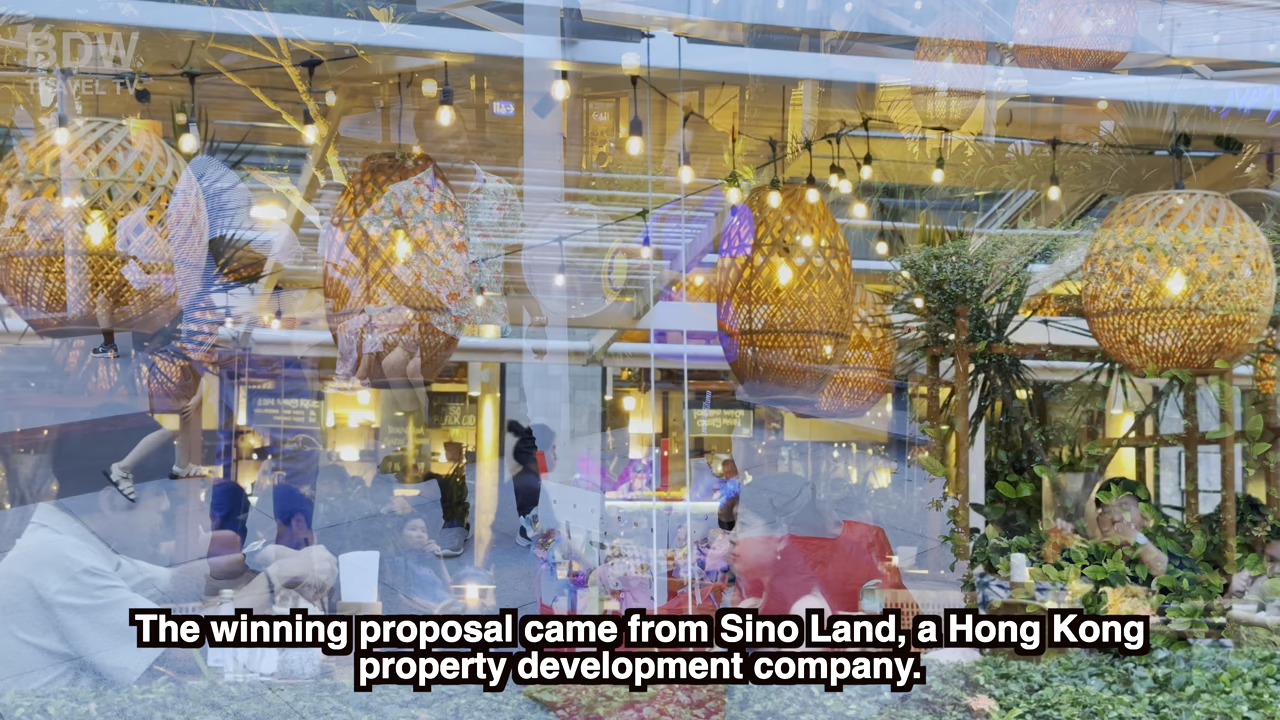 BDW
TRAVEL TV
The winning proposal came from Sino Land, a Hong Kong
property development company.